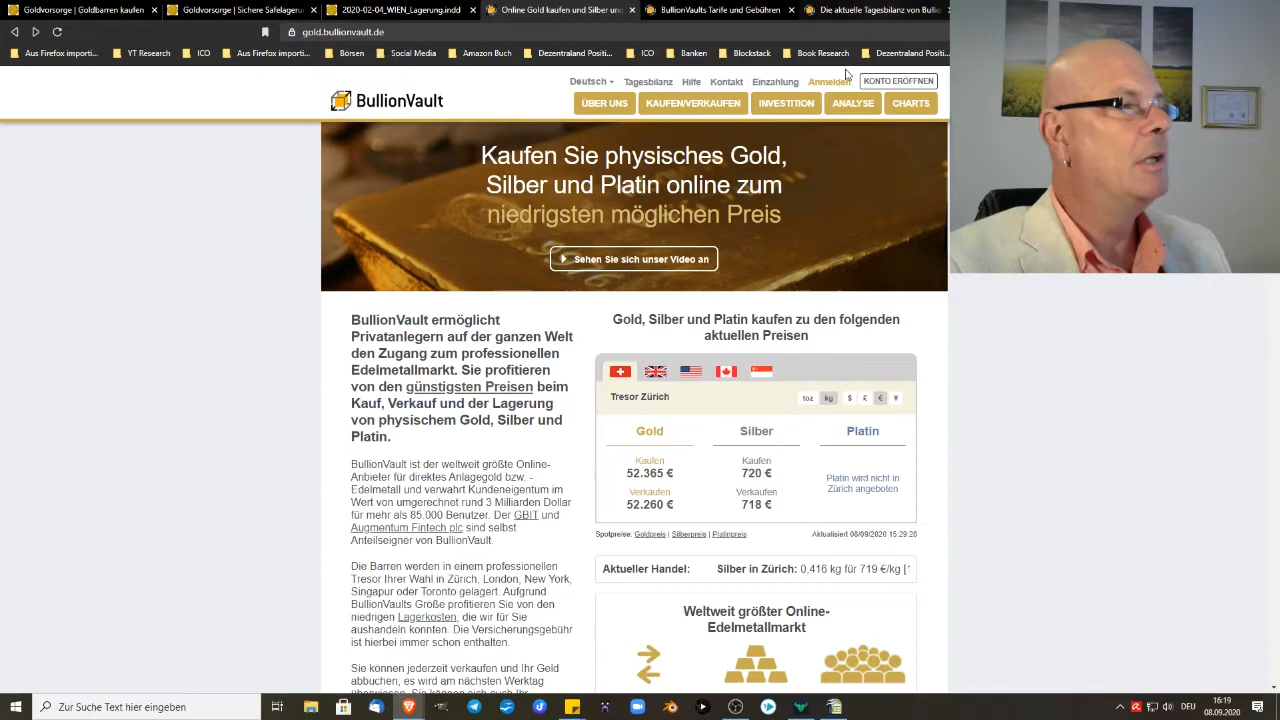 Goldvorsorge | Goldbarren kaufen
Goldvorsorge | Sichere Safelageru
2020-04_WIEN_Lagerung.indd
Online Gold kaufen | Silber kaufe
BullionVault Tarife und Gebühren
Die aktuelle Tagesbilanz von Bullion
gold.bullionvault.de
Aus Firefox importi...
YT Research
ICO
Aus Firefox importi...
Börsen
Social Media
Amazon Buch
Dezentraland Positi...
ICO
Banken
Blockstack
Book Research
Dezentraland Positi...
Deutsch
Tagesbilanz
Hilfe
Kontakt
Einzahlung
Anmelden
KONTO ERÖFFNEN
BullionVault
ÜBER UNS
KAUFEN/VERKAUFEN
INVESTITION
ANALYSE
CHARTS
Kaufen Sie physisches Gold,
Silber und Platin online zum
niedrigsten möglichen Preis
Sehen Sie sich unser Video an
BullionVault ermöglicht
Privatanlegern auf der ganzen Welt
den Zugang zum professionellen
Edelmetallmarkt. Sie profitieren
von den günstigsten Preisen beim
Kauf, Verkauf und der Lagerung
von physischem Gold, Silber und
Platin.
BullionVault ist der weltweit größte Online-
Anbieter für direktes Anlagegold bzw. -
Edelmetall und verwahrt Kundeneigentum im
Wert von umgerechnet rund 3 Milliarden Dollar
für mehr als 85.000 Benutzer. Der GBIT und
Augmentum Fintech plc sind selbst
Anteilseigner von BullionVault.
Die Barren werden in einem professionellen
Tresor Ihrer Wahl in Zürich, London, New York,
Singapur oder Toronto gelagert. Aufgrund
BullionVaults Größe profitieren Sie von den
niedrigen Lagerkosten, die wir für Sie
aushandeln konnten. Die Versicherungsgebühr
ist hierbei immer schon enthalten.
Sie können jederzeit verkaufen und Ihr Geld
abbuchen, es wird am nächsten Werktag
Gold, Silber und Platin kaufen zu den folgenden
aktuellen Preisen
Tresor Zürich
toz
kg
$
£
€
¥
Gold
Silber
Platin
Kaufen
52.365 €
Kaufen
720 €
Platin wird nicht in
Zürich angeboten
Verkaufen
52.260 €
Verkaufen
718 €
Spotpreise: Goldpreis | Silberpreis | Platinpreis
Aktualisiert 08/09/2020 15:29:28
Aktueller Handel:
Silber in Zürich: 0,416 kg für 719 €/kg
Weltweit größter Online-
Edelmetallmarkt
Zur Suche Text hier eingeben
DEU
16:19
08.09.2020